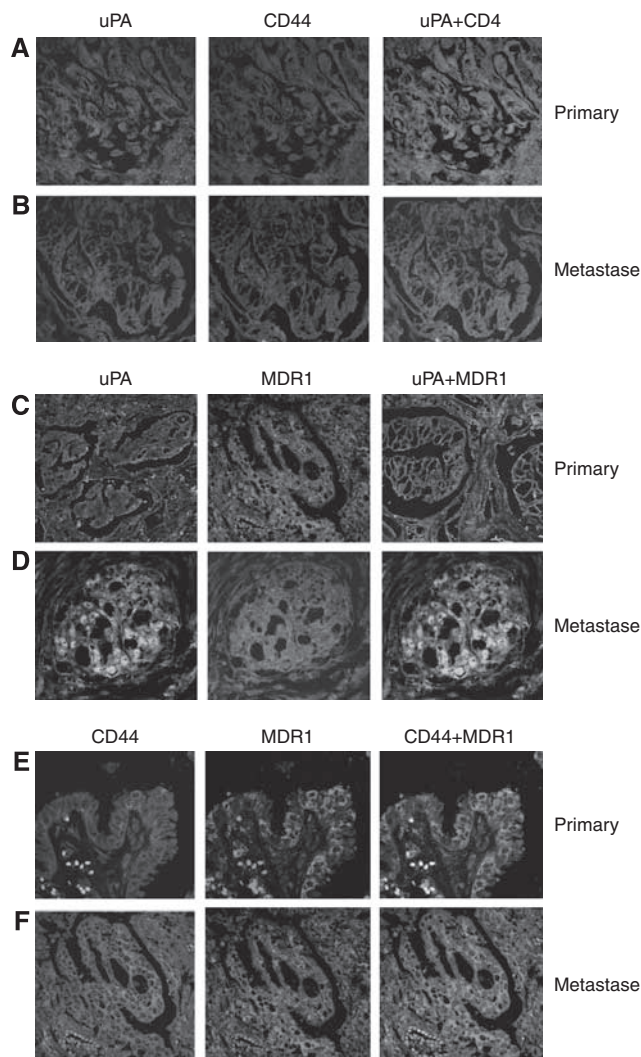 uPA CD44 uPA+CD4
A Primary
B Metastase
uPA MDR1 uPA+MDR1
C Primary
D Metastase
CD44 MDR1 CD44+MDR1
E Primary
F Metastase